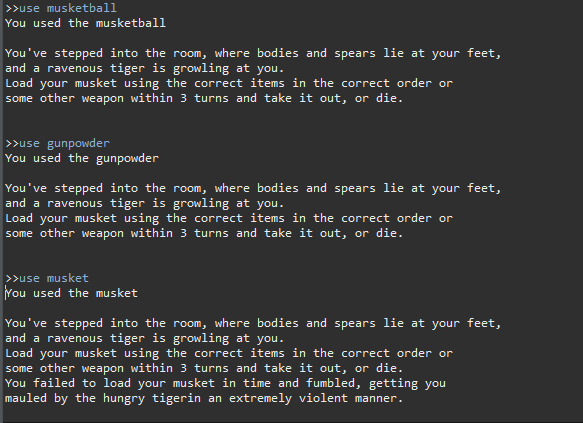 >>use musketball
You used the musketball
You've stepped into the room, where bodies and spears lie at your feet,
and a ravenous tiger is growling at you.
Load your musket using the correct items in the correct order or
some other weapon within 3 turns and take it out, or die.
>>use gunpowder
You used the gunpowder
You've stepped into the room, where bodies and spears lie at your feet,
and a ravenous tiger is growling at you.
Load your musket using the correct items in the correct order or
some other weapon within 3 turns and take it out, or die.
>>use musket
You used the musket
You've stepped into the room, where bodies and spears lie at your feet,
and a ravenous tiger is growling at you.
Load your musket using the correct items in the correct order or
some other weapon within 3 turns and take it out, or die.
You failed to load your musket in time and fumbled, getting you
mauled by the hungry tigerin an extremely violent manner.